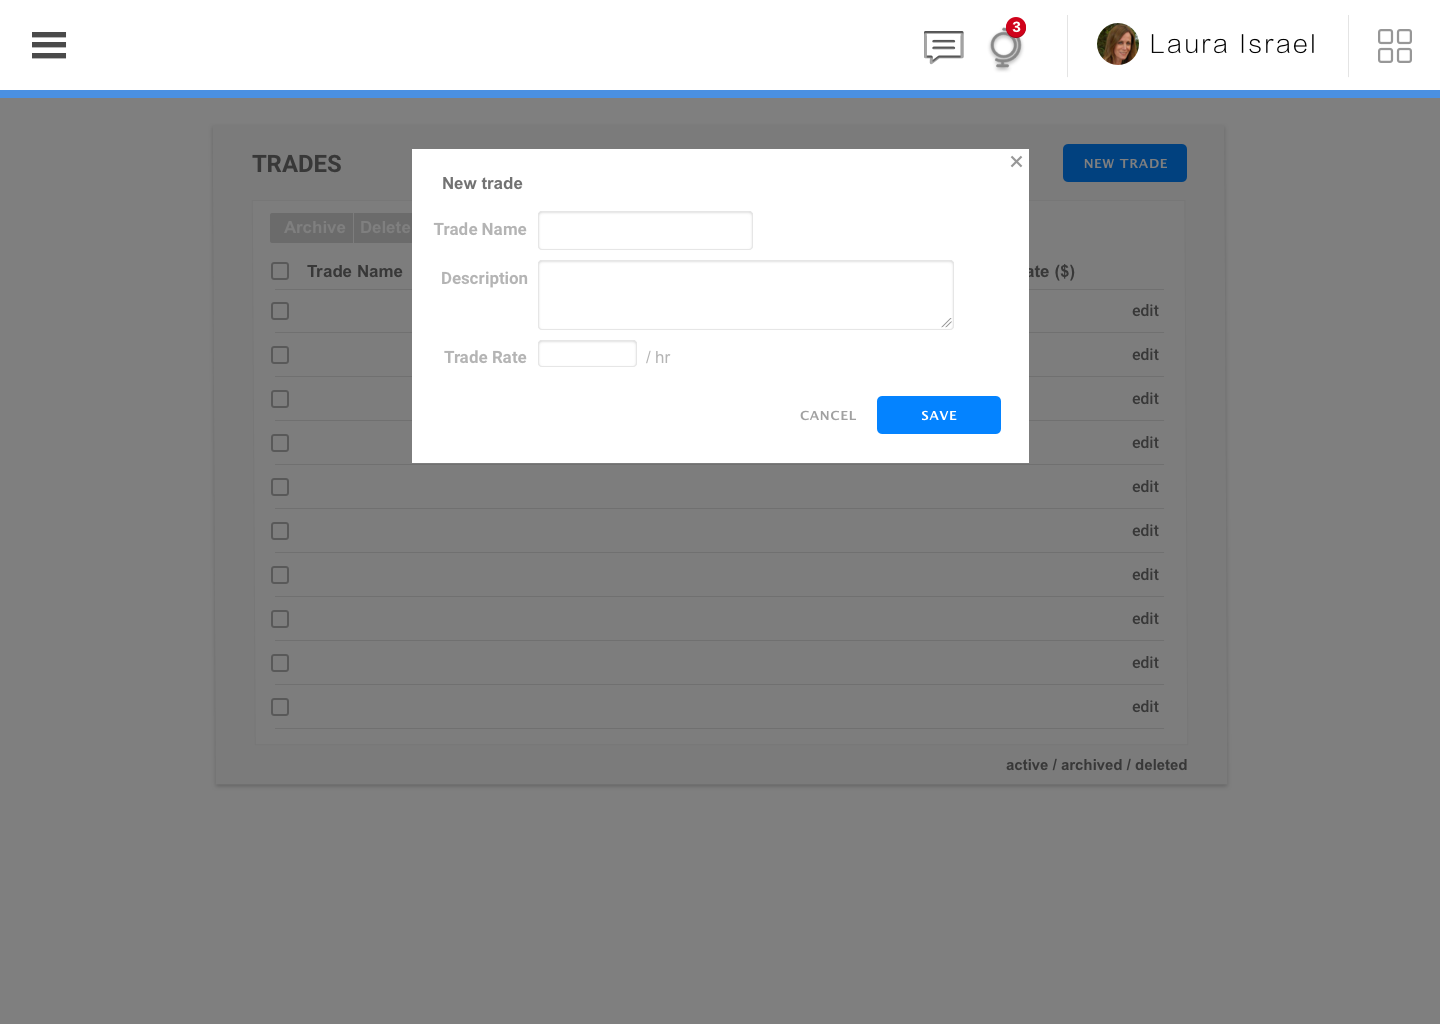 3
Laura Israel
TRADES
NEW TRADE
New trade
Trade Name
Description
Trade Rate
/ hr
CANCEL
SAVE
Archive
Delete
Trade Name
ate ($)
edit
edit
edit
edit
edit
edit
edit
edit
edit
edit
active / archived / deleted